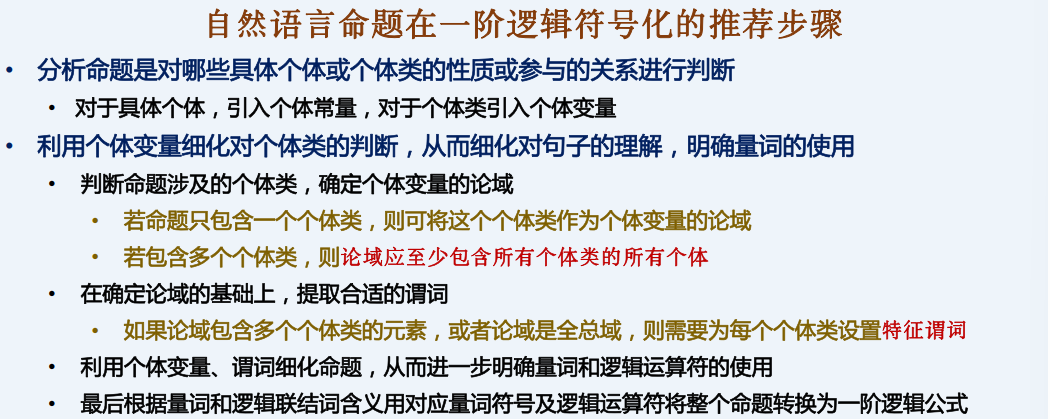 自然语言命题在一阶逻辑符号化的推荐步骤
• 分析命题是对哪些具体个体或个体类的性质或参与的关系进行判断
• 对于具体个体，引入个体常量，对于个体类引入个体变量
• 利用个体变量细化对个体类的判断，从而细化对句子的理解，明确量词的使用
• 判断命题涉及的个体类，确定个体变量的论域
• 若命题只包含一个个体类，则可将这个个体类作为个体变量的论域
• 若包含多个个体类，则论域应至少包含所有个体类的所有个体
• 在确定论域的基础上，提取合适的谓词
• 如果论域包含多个个体类的元素，或者论域是全总域，则需要为每个个体类设置特征谓词
• 利用个体变量、谓词细化命题，从而进一步明确量词和逻辑运算符的使用
• 最后根据量词和逻辑联结词含义用对应量词符号及逻辑运算符将整个命题转换为一阶逻辑公式